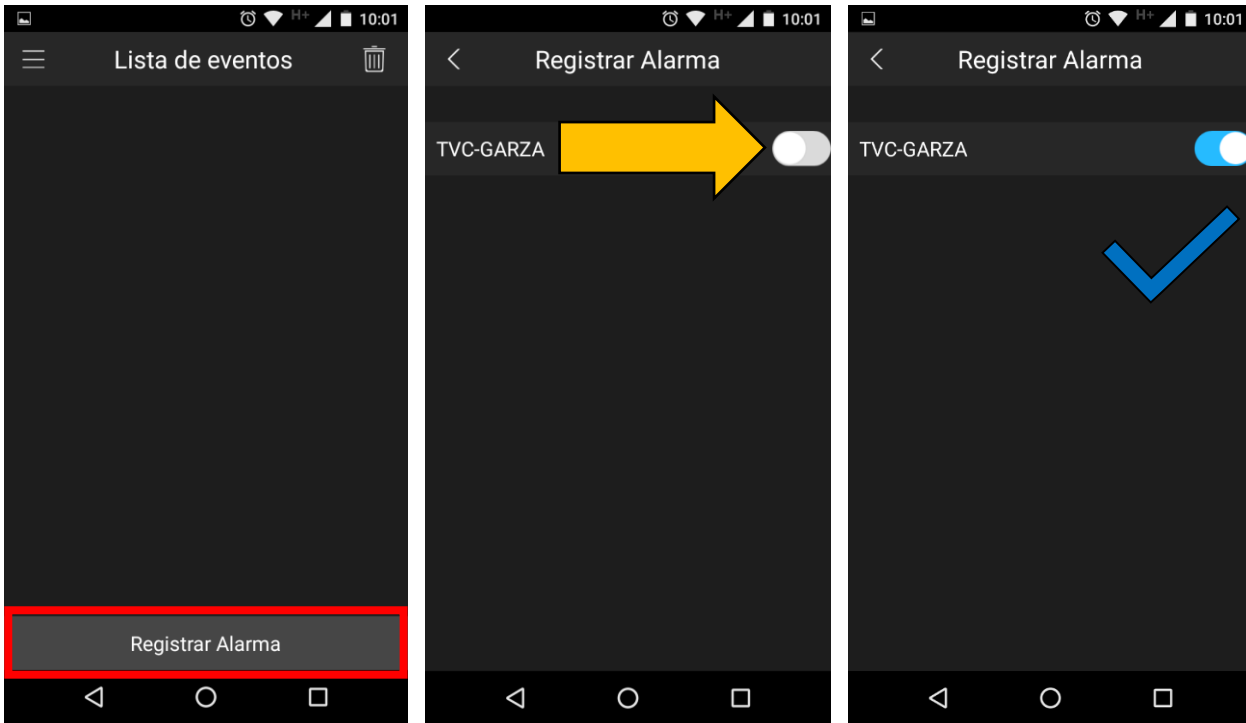 H+ 10:01
Lista de eventos
Registrar Alarma
H+ 10:01
Registrar Alarma
TVC-GARZA
H+ 10:01
Registrar Alarma
TVC-GARZA